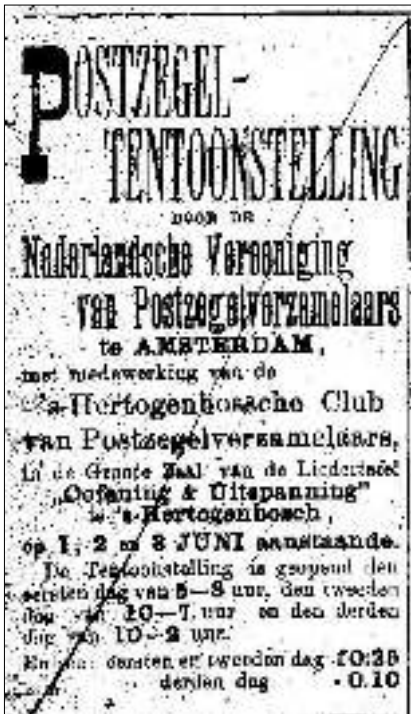 POSTZEGEL-
TENTOONSTELLING
DOOR DE
Nederlandsche Vereeniging
van Postzegelverzamelaars
te AMSTERDAM,
met medewerking van de
's-Hertogenbossche Club
van Postzegelverzamelaars,
in de Groote Zaal van de Liedertafel
„Oefening & Uitspanning”
te 's-Hertogenbosch,
op 1, 2 en 3 JUNI aanstaande.
De Tentoonstelling is geopend den
eersten dag van 5—8 uur, den tweeden
dag van 10—7 uur en den derden
dag van 10—2 uur.
den eersten en tweeden dag f 0.25
derden dag - 0.10